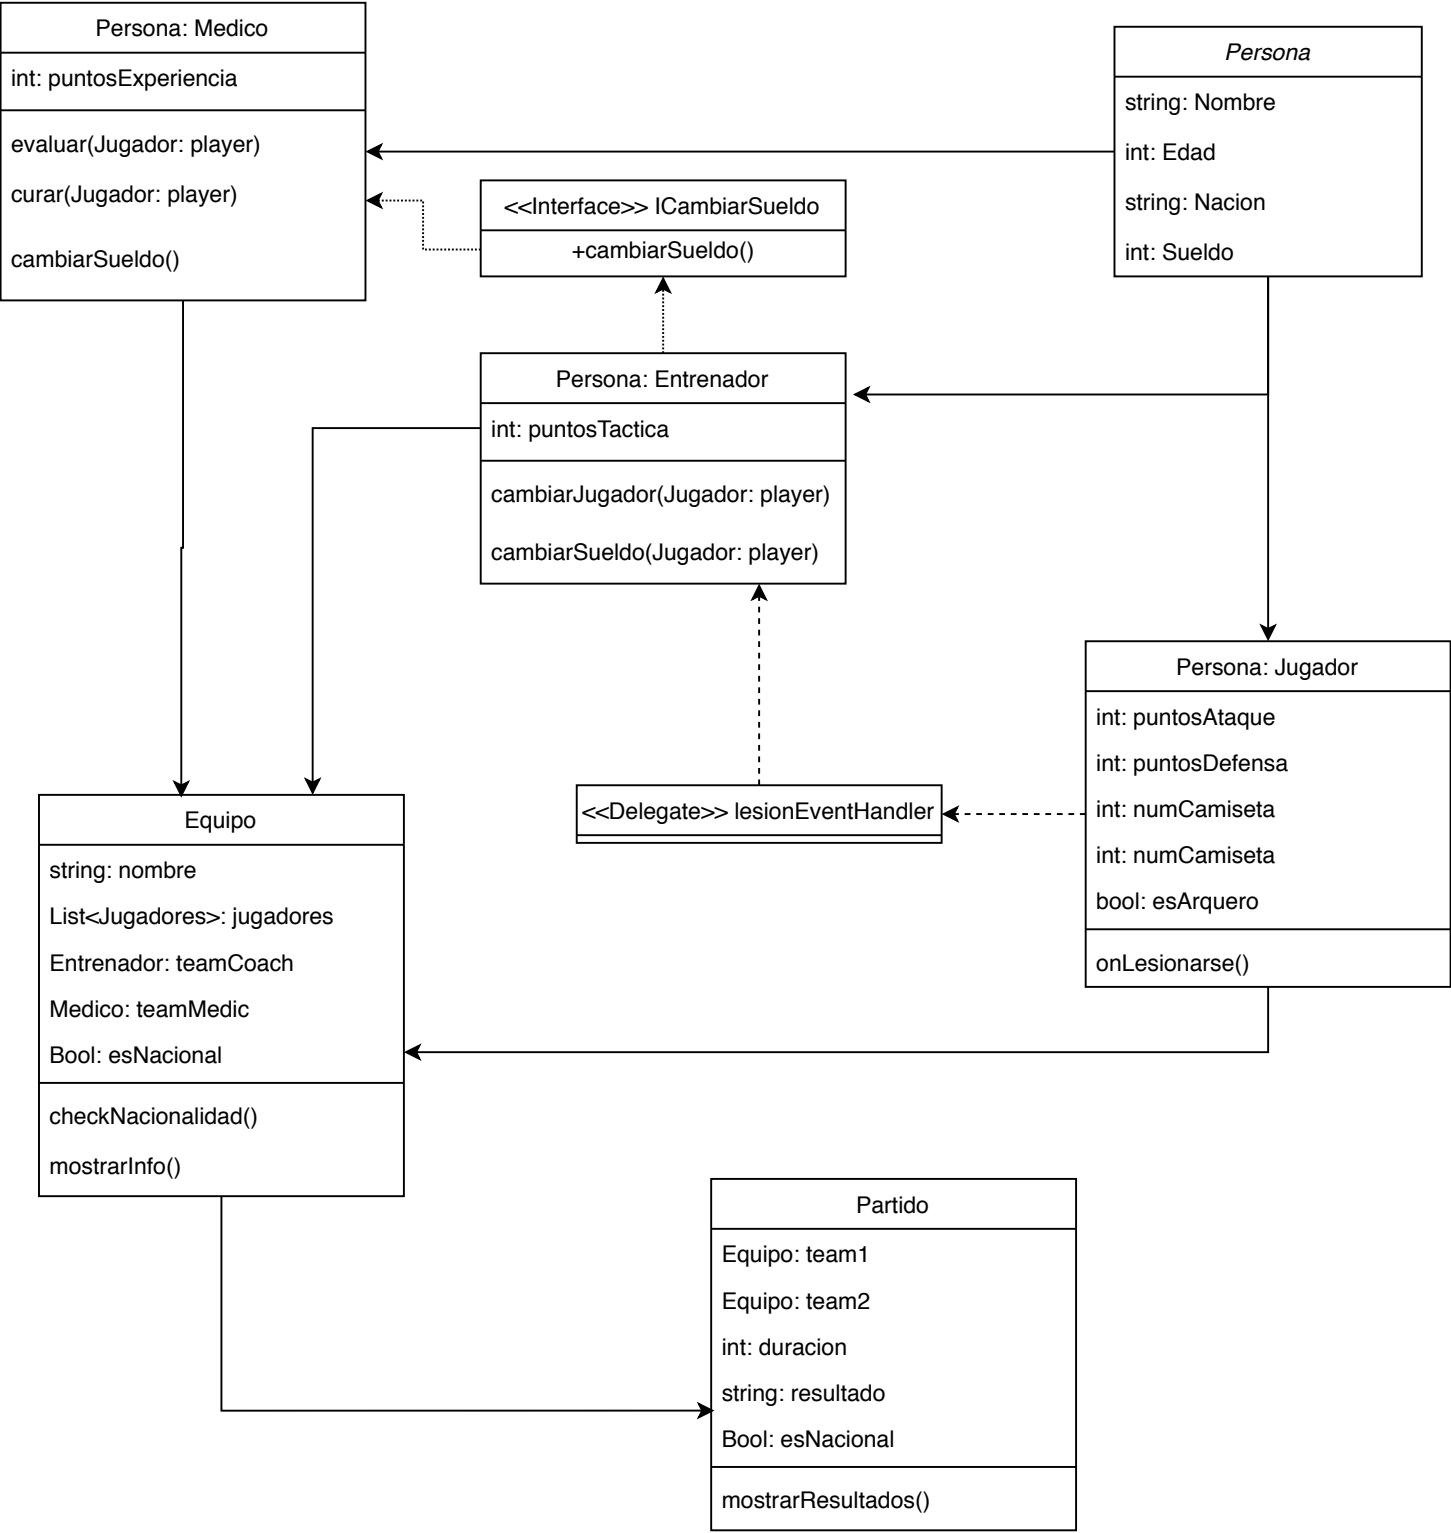 Persona: Medico
int: puntosExperiencia
evaluar(Jugador: player)
curar(Jugador: player)
cambiarSueldo()
Persona
string: Nombre
int: Edad
string: Nacion
int: Sueldo
<<Interface>> ICambiarSueldo
+cambiarSueldo()
Persona: Entrenador
int: puntosTactica
cambiarJugador(Jugador: player)
cambiarSueldo(Jugador: player)
Persona: Jugador
int: puntosAtaque
int: puntosDefensa
int: numCamiseta
int: numCamiseta
bool: esArquero
onLesionarse()
<<Delegate>> lesionEventHandler
Equipo
string: nombre
List<Jugadores>: jugadores
Entrenador: teamCoach
Medico: teamMedic
Bool: esNacional
checkNacionalidad()
mostrarInfo()
Partido
Equipo: team1
Equipo: team2
int: duracion
string: resultado
Bool: esNacional
mostrarResultados()